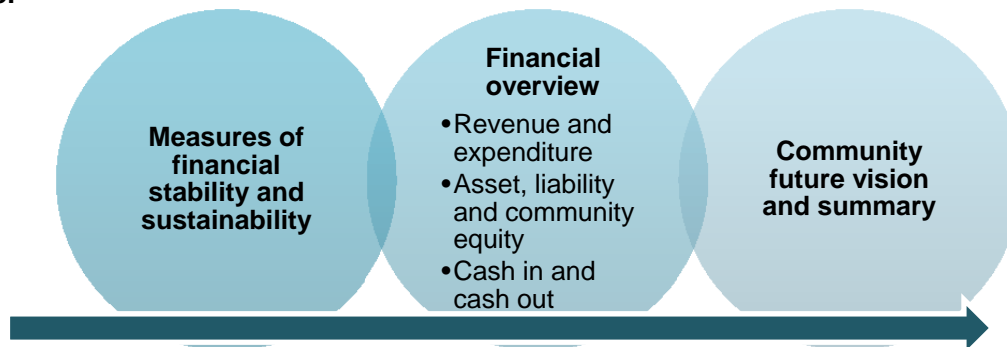 Measures of
financial
stability and
sustainability
Financial
overview
•Revenue and
expenditure
•Asset, liability
and community
equity
•Cash in and
cash out
Community
future vision
and summary